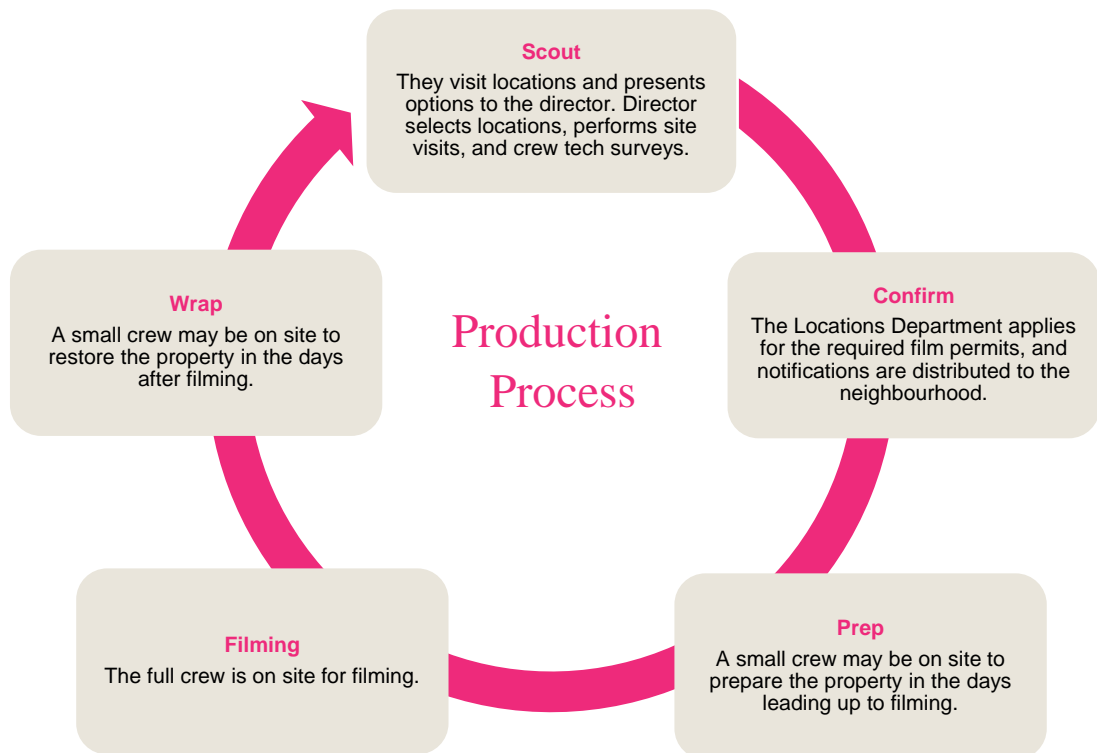 Scout
They visit locations and presents
options to the director. Director
selects locations, performs site
visits, and crew tech surveys.
Confirm
The Locations Department applies
for the required film permits, and
notifications are distributed to the
neighbourhood.
Prep
A small crew may be on site to
prepare the property in the days
leading up to filming.
Filming
The full crew is on site for filming.
Wrap
A small crew may be on site to
restore the property in the days
after filming.
Production
Process